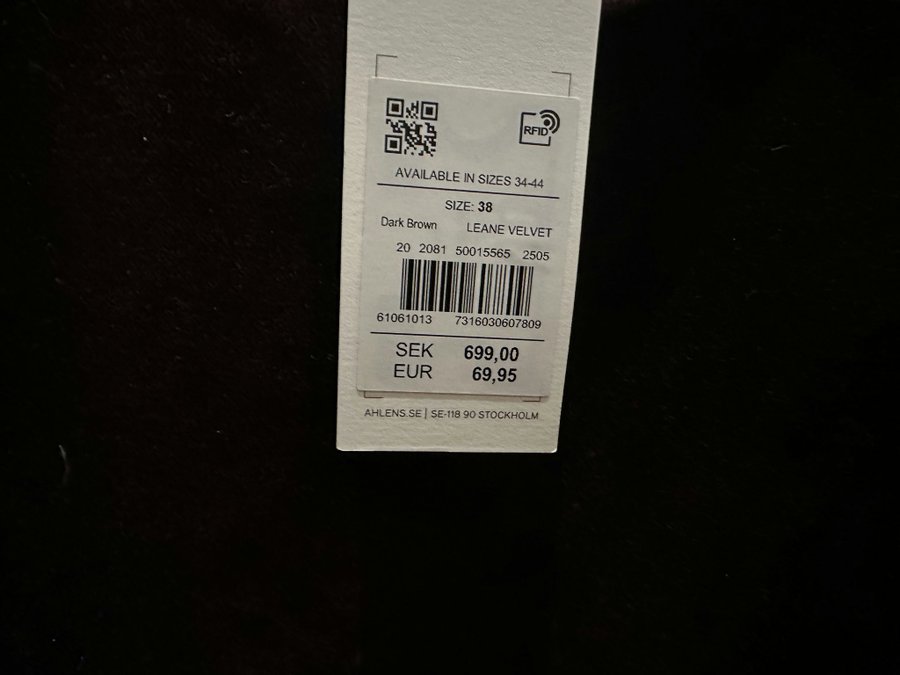 RFID
AVAILABLE IN SIZES 34-44
SIZE: 38
Dark Brown LEANE VELVET
20 2081 50015565 2505
61061013 7316030607809
SEK 699,00
EUR 69,95
AHLENS.SE | SE-118 90 STOCKHOLM